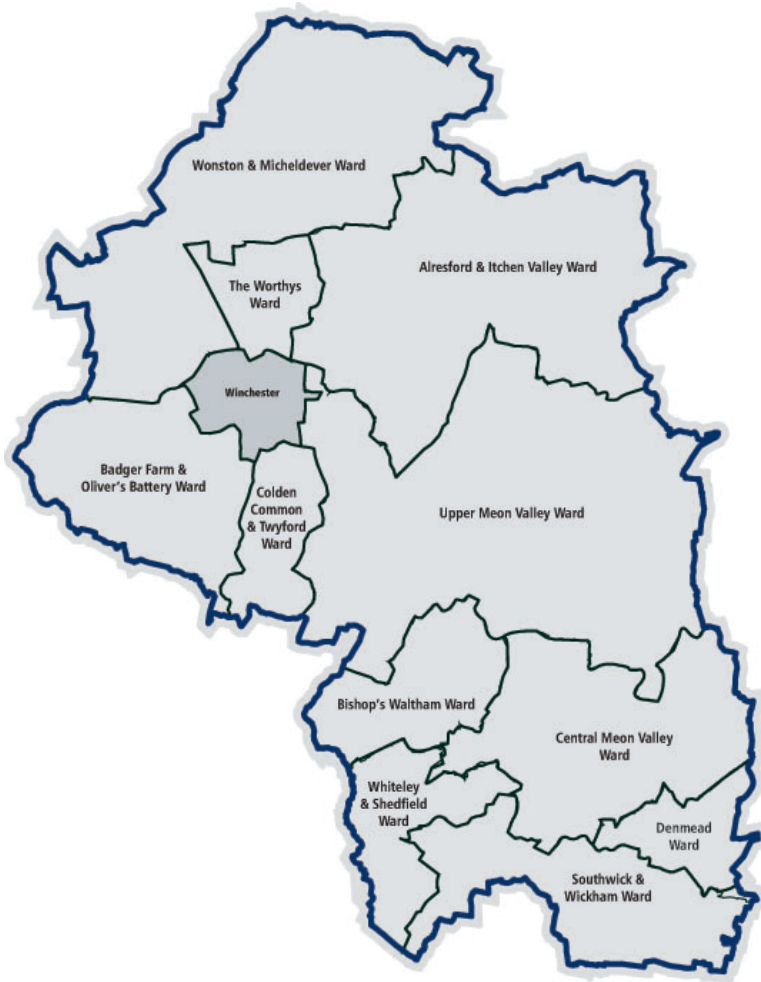 Wonston & Micheldever Ward
Alresford & Itchen Valley Ward
The Worthys
Ward
Winchester
Badger Farm &
Oliver's Battery Ward
Colden
Common
& Twyford
Ward
Upper Meon Valley Ward
Bishop's Waltham Ward
Central Meon Valley
Ward
Whiteley
& Shedfield
Ward
Denmead
Ward
Southwick &
Wickham Ward